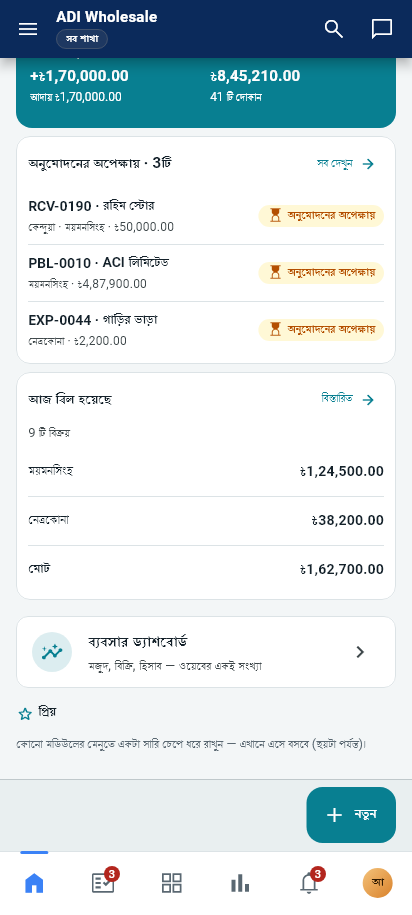 ADI Wholesale
সব শাখা
+৳1,70,000.00
৳8,45,210.00
আদায় ৳1,70,000.00
41 টি দোকান
অনুমোদনের অপেক্ষায় · 3টি
সব দেখুন
RCV-0190 · রহিম স্টোর
অনুমোদনের অপেক্ষায়
কেন্দুয়া · ময়মনসিংহ · ৳50,000.00
PBL-0010 · ACI লিমিটেড
অনুমোদনের অপেক্ষায়
ময়মনসিংহ · ৳4,87,900.00
EXP-0044 · গাড়ির ভাড়া
অনুমোদনের অপেক্ষায়
নেত্রকোনা · ৳2,200.00
আজ বিল হয়েছে
বিস্তারিত
9 টি বিক্রয়
ময়মনসিংহ
৳1,24,500.00
নেত্রকোনা
৳38,200.00
মোট
৳1,62,700.00
ব্যবসার ড্যাশবোর্ড
মজুদ, বিক্রি, হিসাব — ওয়েবের একই সংখ্যা
প্রিয়
কোনো মডিউলের মেনুতে একটা সারি চেপে ধরে রাখুন — এখানে এসে বসবে (ছয়টা পর্যন্ত)।
নতুন
3
3
আ